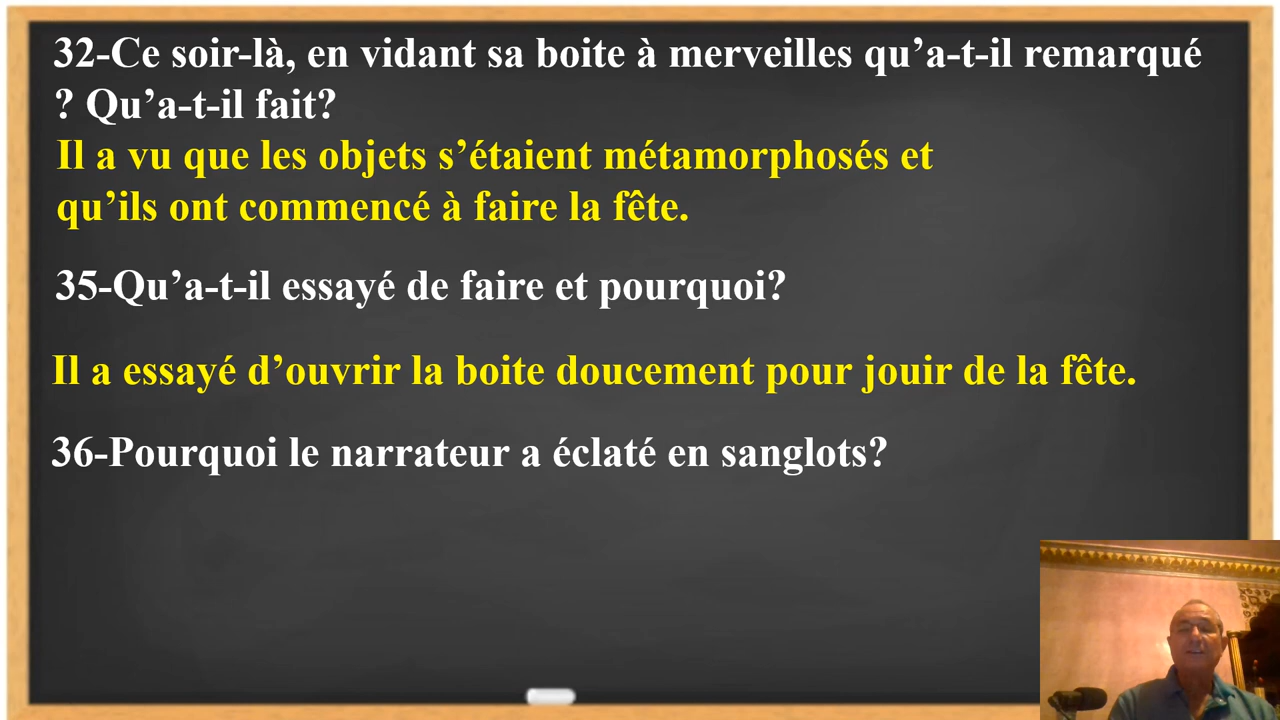 32-Ce soir-là, en vidant sa boite à merveilles qu’a-t-il remarqué
? Qu’a-t-il fait?
Il a vu que les objets s’étaient métamorphosés et
qu’ils ont commencé à faire la fête.
35-Qu’a-t-il essayé de faire et pourquoi?
Il a essayé d’ouvrir la boite doucement pour jouir de la fête.
36-Pourquoi le narrateur a éclaté en sanglots?